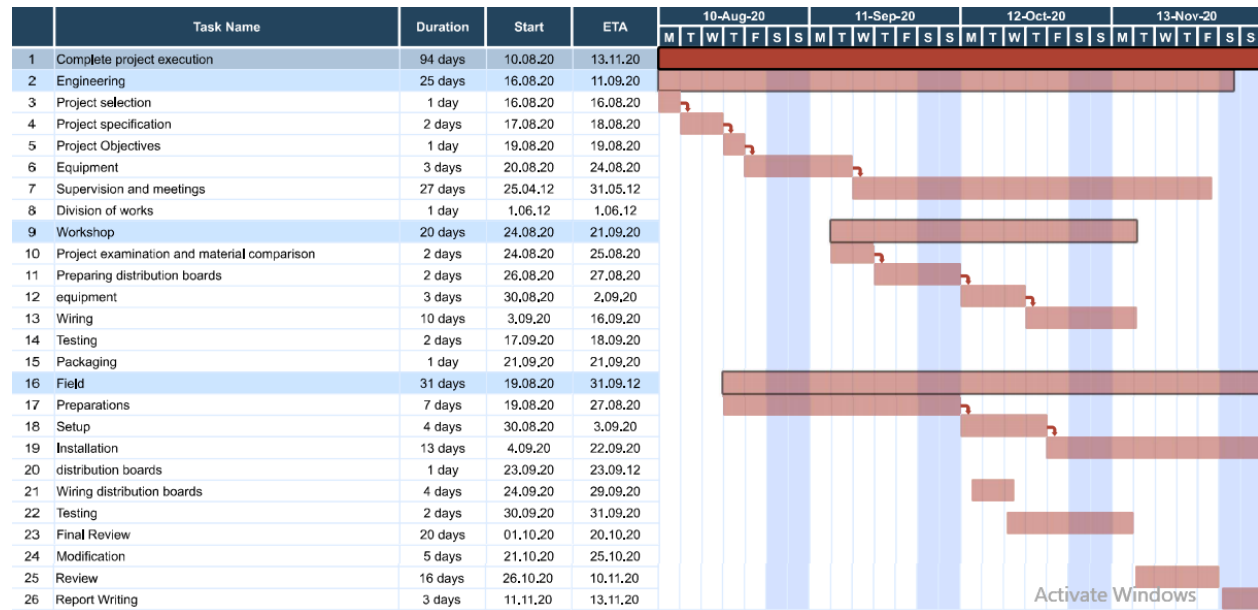 10-Aug-20 11-Sep-20 12-Oct-20 13-Nov-20
Task Name Duration Start ETA M T W T F S S M T W T F S S M T W T F S S M T W T F S S
1 Complete project execution 94 days 10.08.20 13.11.20
2 Engineering 25 days 16.08.20 11.09.20
3 Project selection 1 day 16.08.20 16.08.20
4 Project specification 2 days 17.08.20 18.08.20
5 Project Objectives 1 day 19.08.20 19.08.20
6 Equipment 3 days 20.08.20 24.08.20
7 Supervision and meetings 27 days 25.04.12 31.05.12
8 Division of works 1 day 1.06.12 1.06.12
9 Workshop 20 days 24.08.20 21.09.20
10 Project examination and material comparison 2 days 24.08.20 25.08.20
11 Preparing distribution boards 2 days 26.08.20 27.08.20
12 equipment 3 days 30.08.20 2.09.20
13 Wiring 10 days 3.09.20 16.09.20
14 Testing 2 days 17.09.20 18.09.20
15 Packaging 1 day 21.09.20 21.09.20
16 Field 31 days 19.08.20 31.09.12
17 Preparations 7 days 19.08.20 27.08.20
18 Setup 4 days 30.08.20 3.09.20
19 Installation 13 days 4.09.20 22.09.20
20 distribution boards 1 day 23.09.20 23.09.12
21 Wiring distribution boards 4 days 24.09.20 29.09.20
22 Testing 2 days 30.09.20 31.09.20
23 Final Review 20 days 01.10.20 20.10.20
24 Modification 5 days 21.10.20 25.10.20
25 Review 16 days 26.10.20 10.11.20
26 Report Writing 3 days 11.11.20 13.11.20
Activate Windows